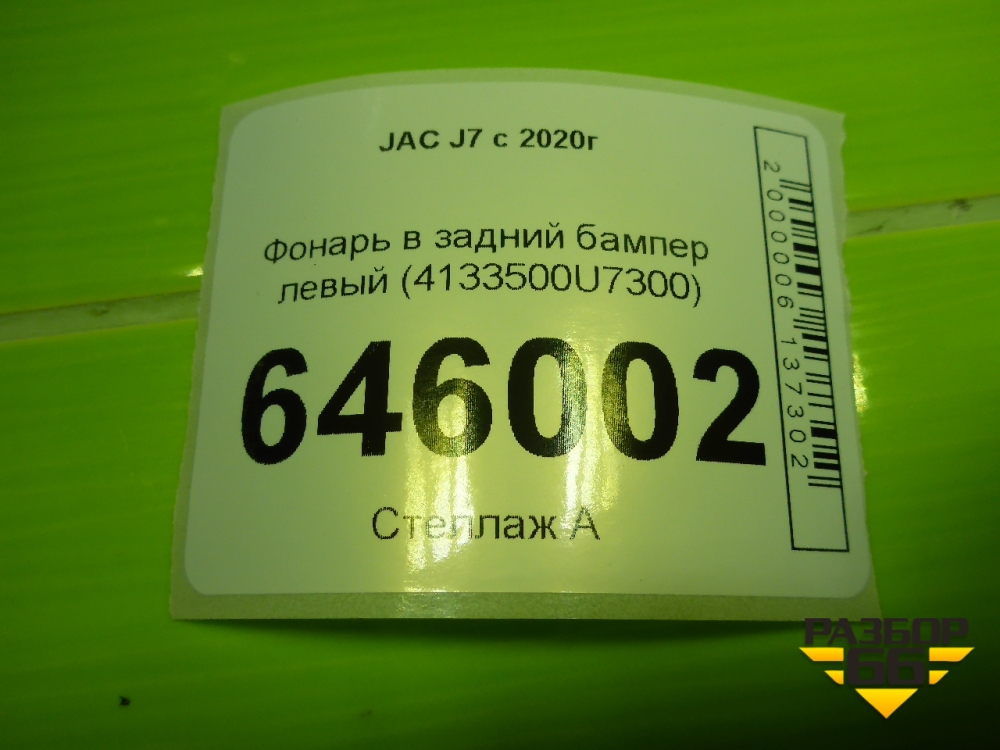 JAC J7 с 2020г
Фонарь в задний бампер
левый (4133500U7300)
646002
Стеллаж А
2000006137302
РАЗБОР
66